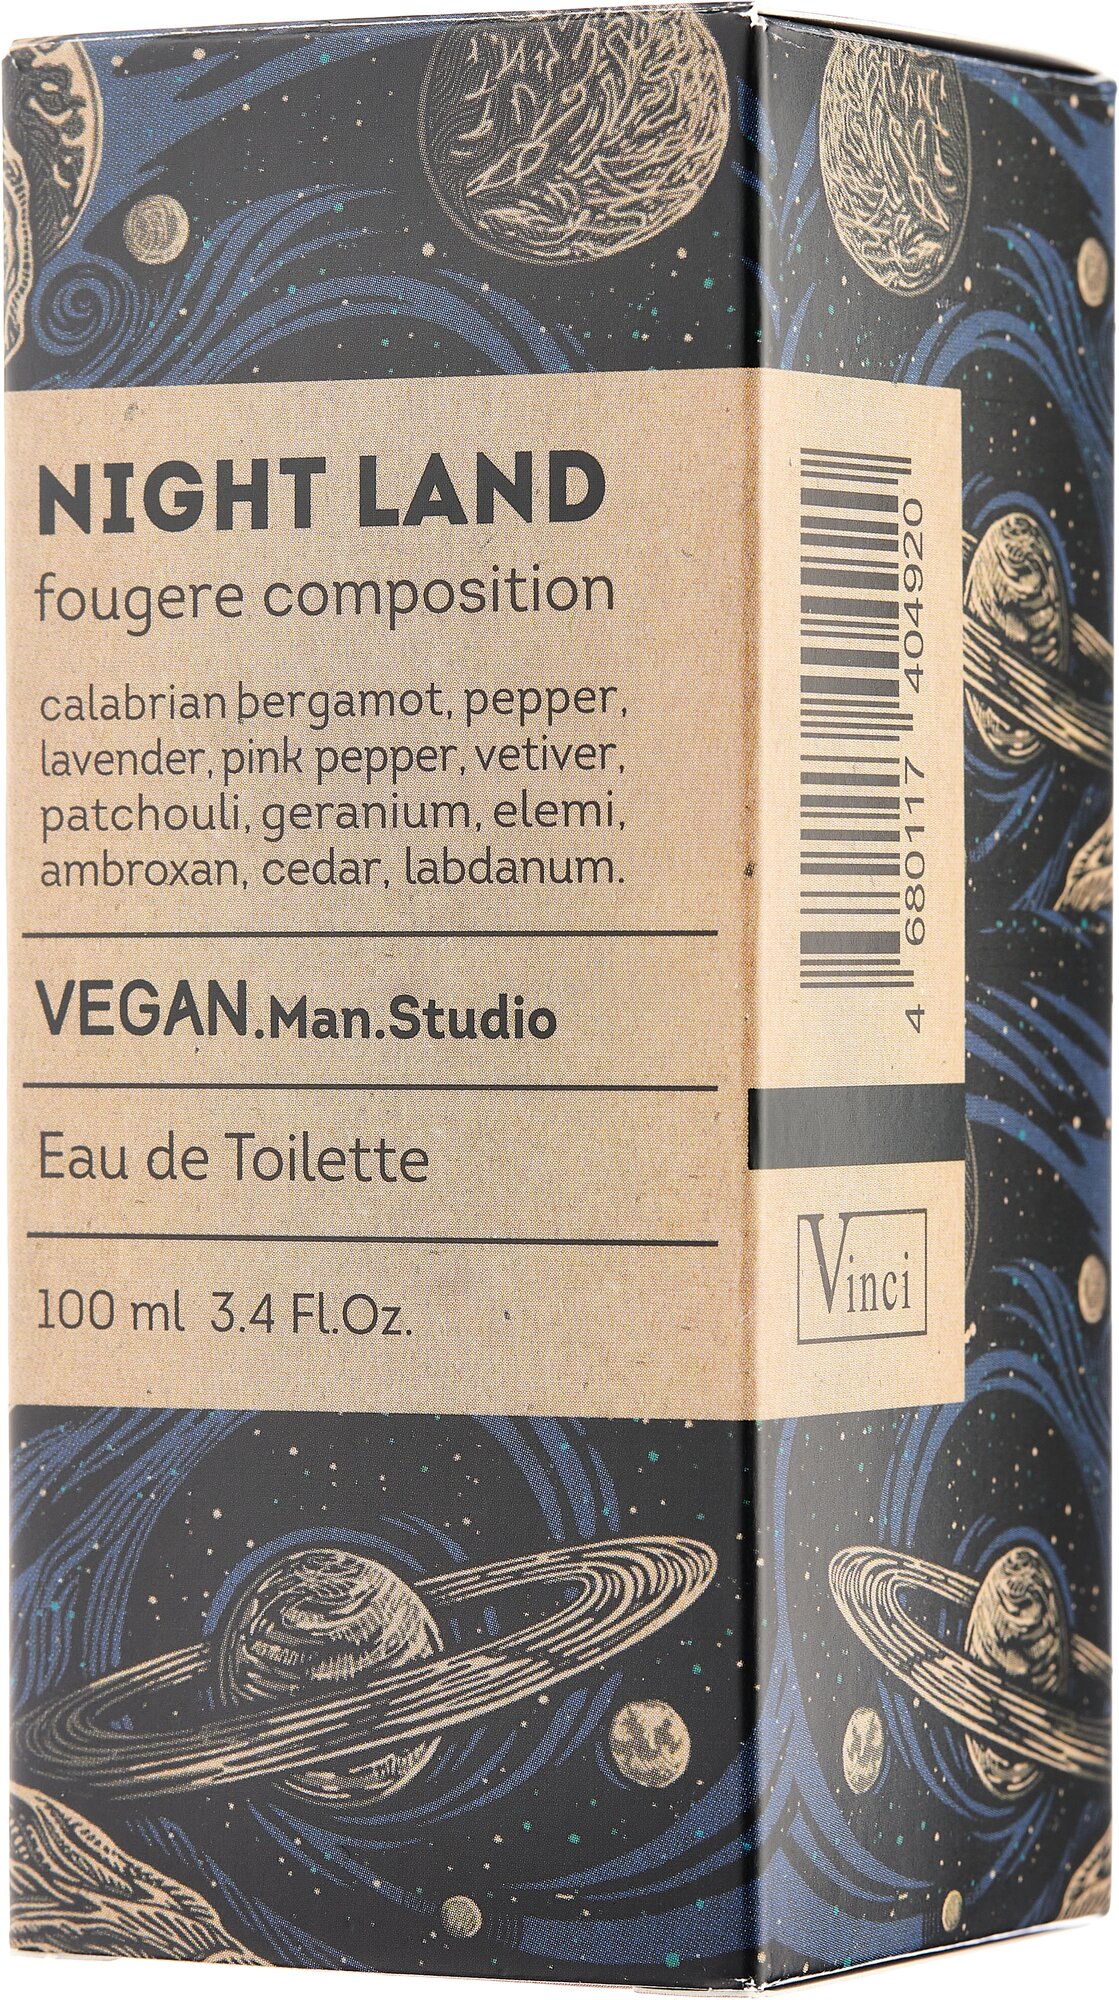 NIGHT LAND
fougere composition
calabrian bergamot, pepper,
lavender, pink pepper, vetiver,
patchouli, geranium, elemi,
ambroxan, cedar, labdanum.
VEGAN.Man.Studio
Eau de Toilette
100 ml 3.4 Fl.Oz.
4 680117 404920
Vinci